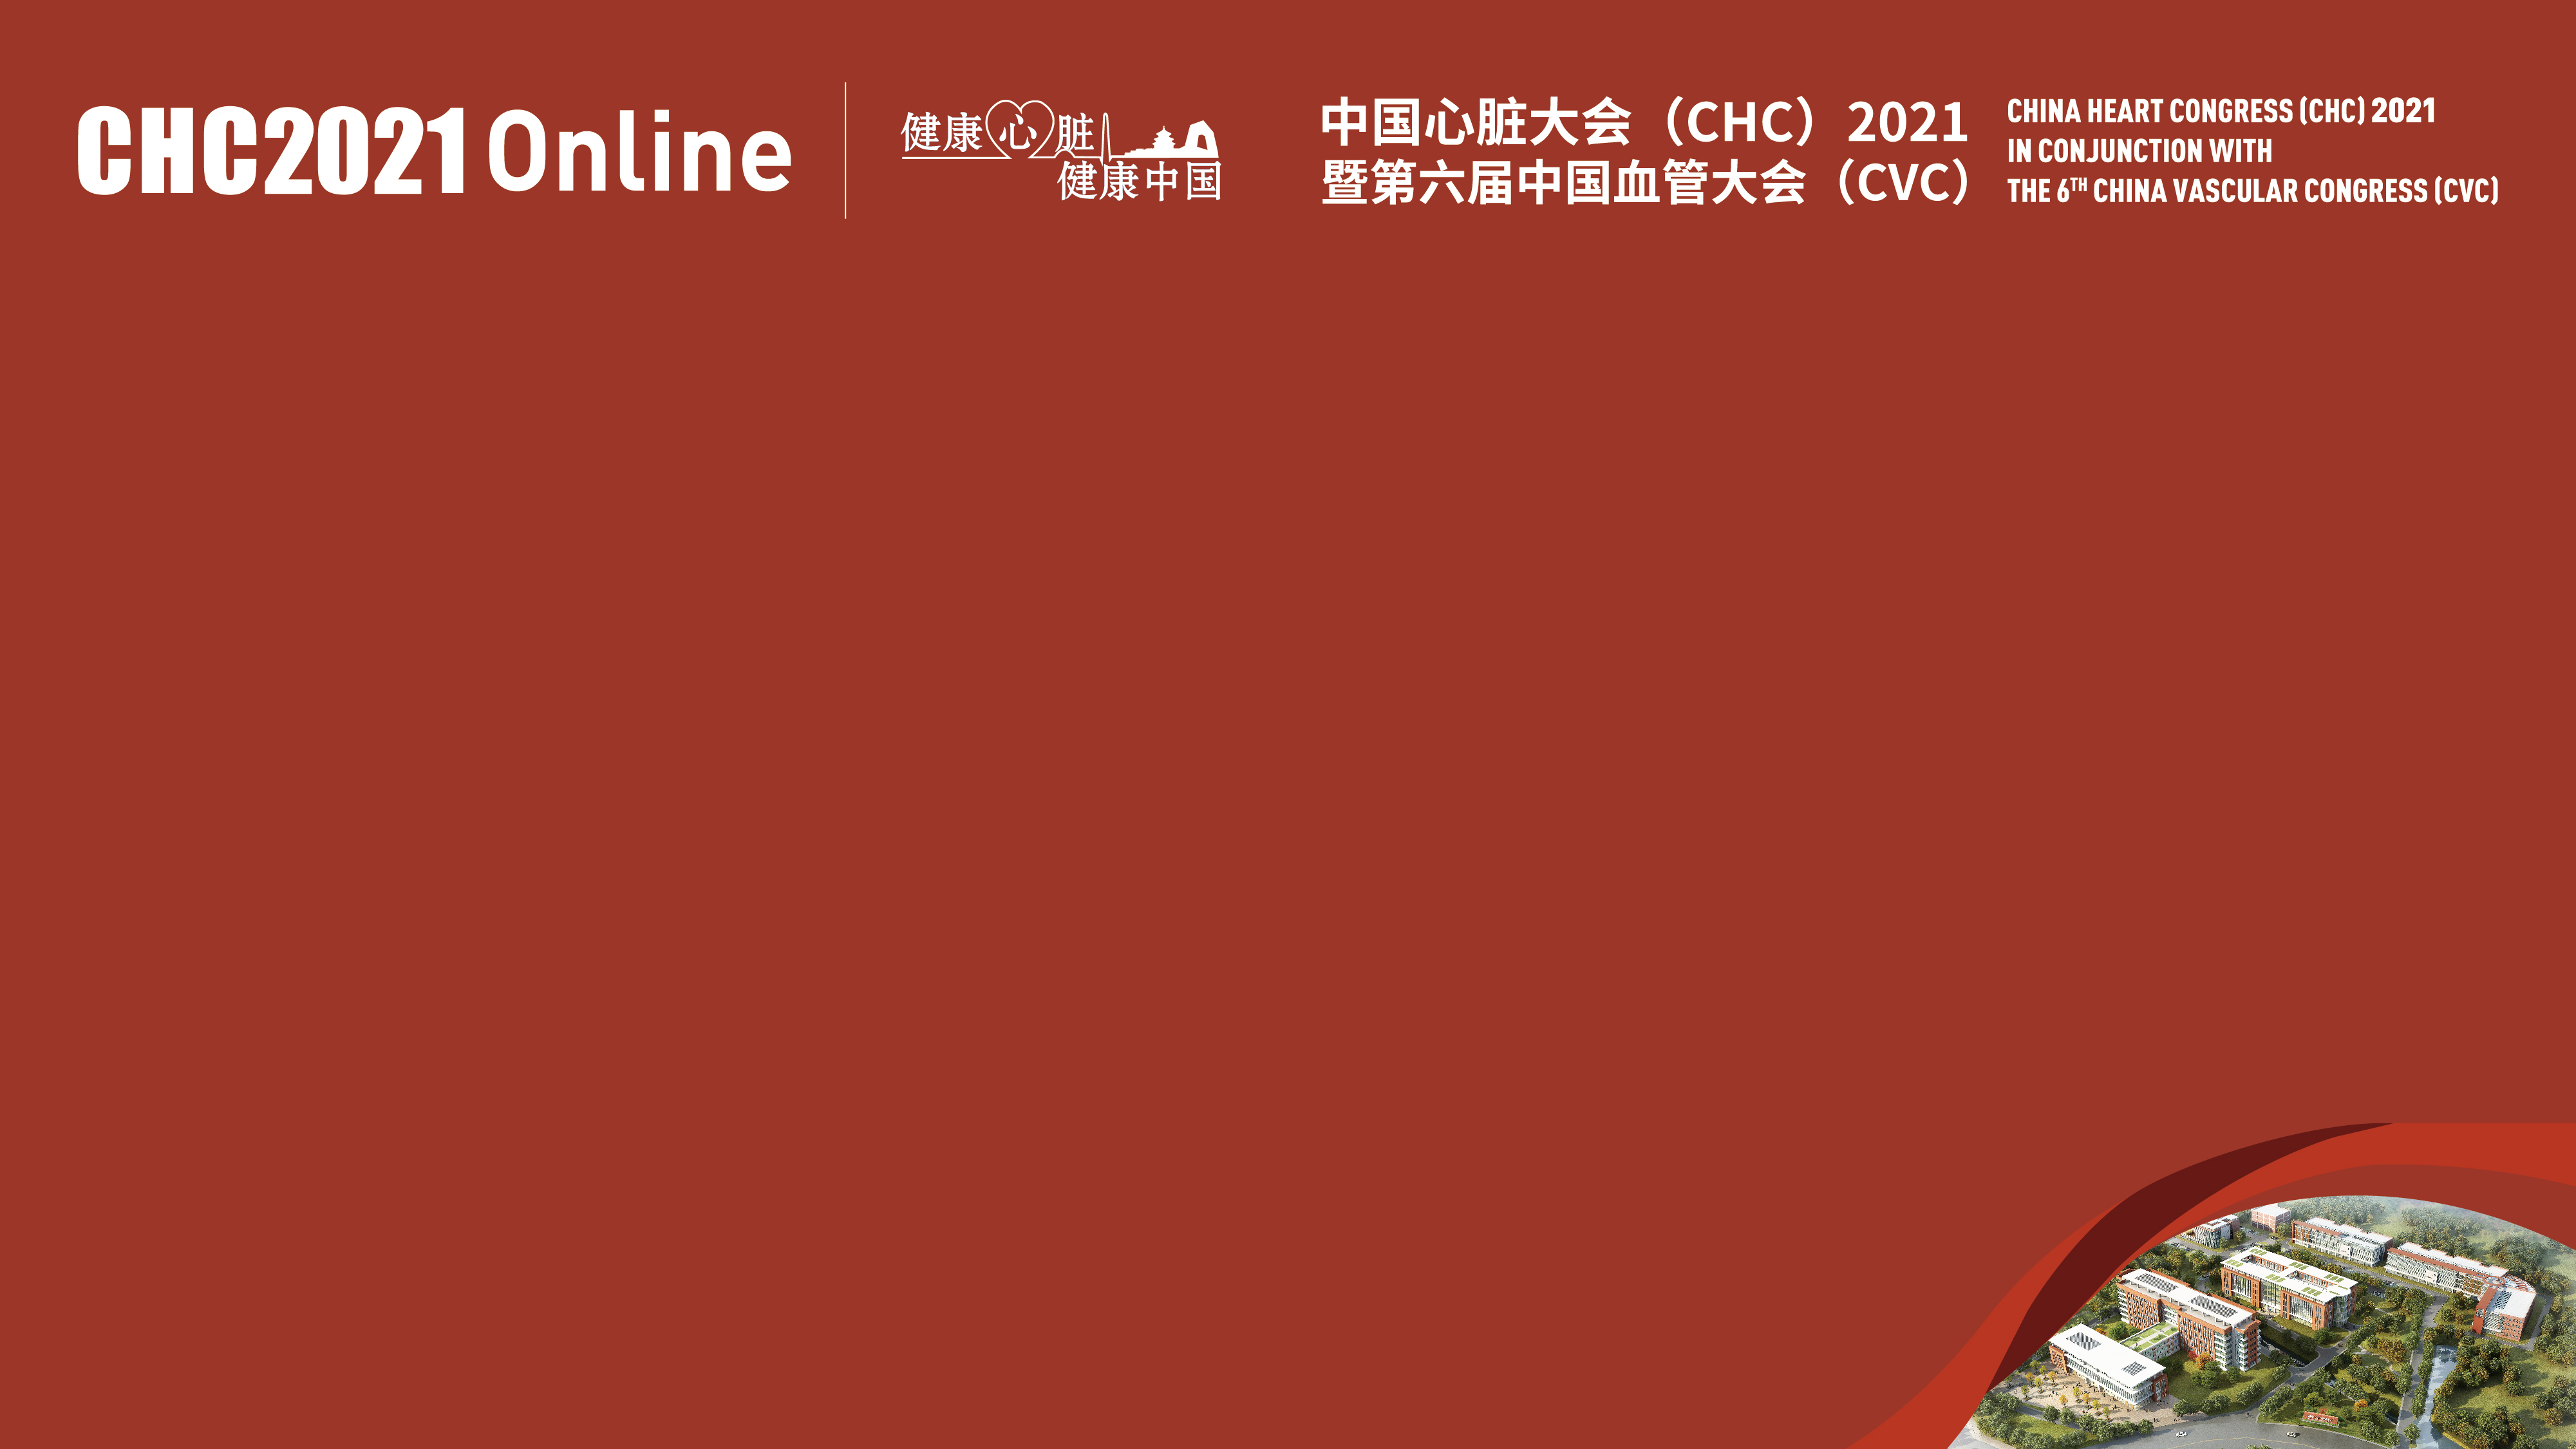 CHC2021 Online
健康心脏
健康中国
中国心脏大会（CHC）2021
暨第六届中国血管大会（CVC）
CHINA HEART CONGRESS (CHC) 2021
IN CONJUNCTION WITH
THE 6TH CHINA VASCULAR CONGRESS (CVC)